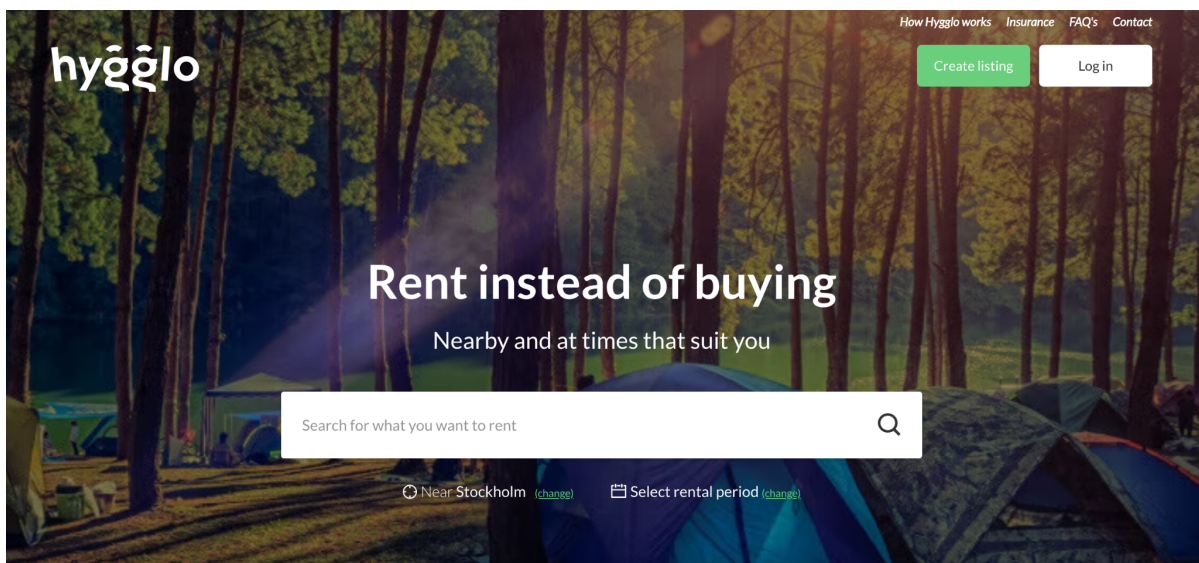 How Hygglo works Insurance FAQ's Contact
hygglo
Create listing Log in
Rent instead of buying
Nearby and at times that suit you
Search for what you want to rent
Near Stockholm (change) Select rental period (change)